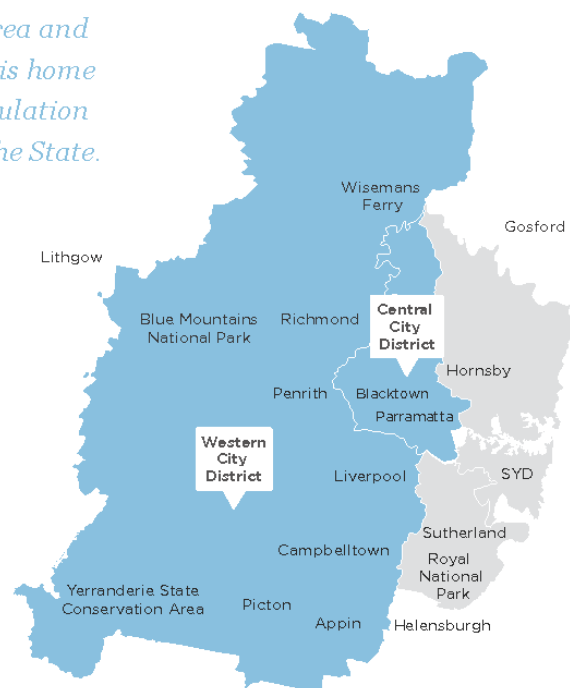 rea and
is home
ulation
he State.
Wisemans
Ferry
Gosford
Lithgow
Blue Mountains
National Park
Richmond
Central
City
District
Hornsby
Penrith
Blacktown
Parramatta
Western
City
District
Liverpool
SYD
Sutherland
Campbelltown
Royal
National
Park
Yerranderie State
Conservation Area
Picton
Appin
Helensburgh